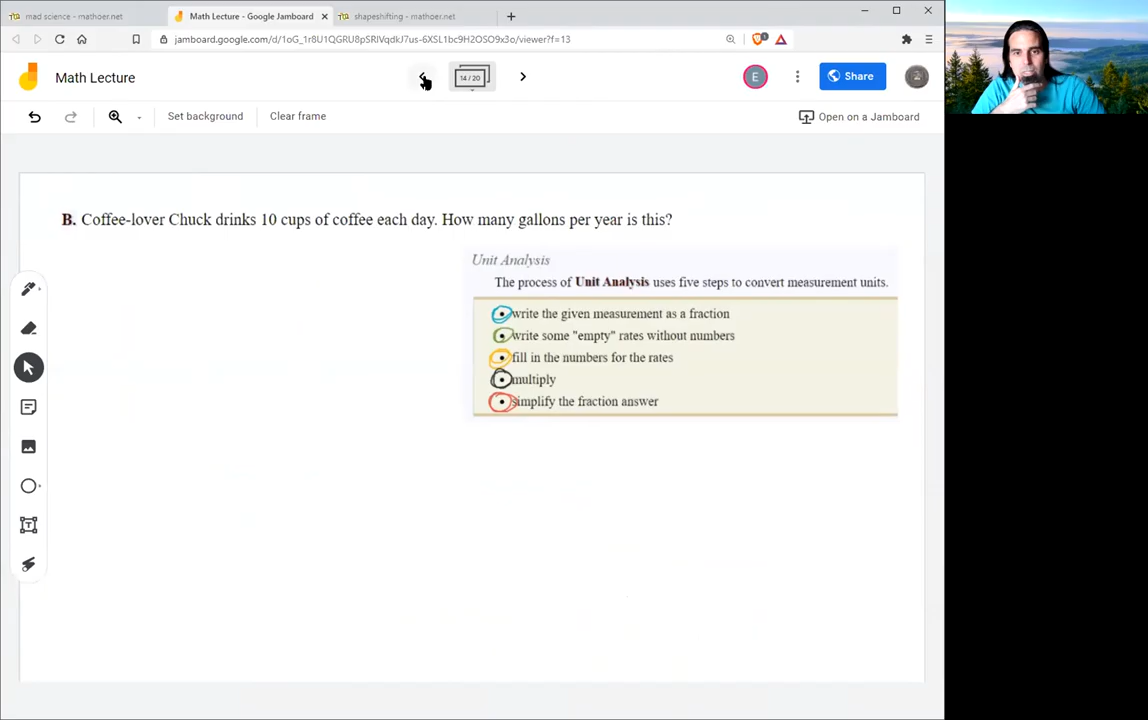 mad science - mathoer.net
Math Lecture - Google Jamboard
shapeshifting - mathoer.net
jamboard.google.com/d/1oG_1r8U1QGRU8pSRlVqdkJ7us-6XSL1bc9H2OSO9x3o/viewer?f=13
Math Lecture
14 / 20
E
Share
Set background
Clear frame
Open on a Jamboard
B. Coffee-lover Chuck drinks 10 cups of coffee each day. How many gallons per year is this?
Unit Analysis
The process of Unit Analysis uses five steps to convert measurement units.
• write the given measurement as a fraction
• write some "empty" rates without numbers
• fill in the numbers for the rates
• multiply
• simplify the fraction answer